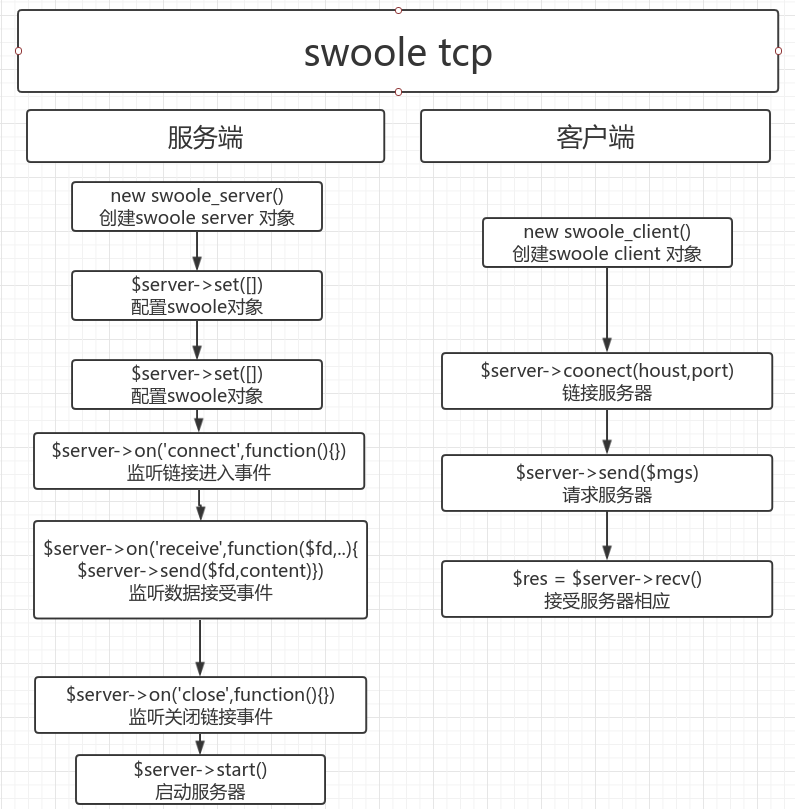 swoole tcp
服务端
new swoole_server()
创建swoole server 对象
$server->set([])
配置swoole对象
$server->set([])
配置swoole对象
$server->on('connect',function(){})
监听链接进入事件
$server->on('receive',function($fd,..){
$server->send($fd,content)})
监听数据接受事件
$server->on('close',function(){})
监听关闭链接事件
$server->start()
启动服务器
客户端
new swoole_client()
创建swoole client 对象
$server->coonect(houst,port)
链接服务器
$server->send($mgs)
请求服务器
$res = $server->recv()
接受服务器相应